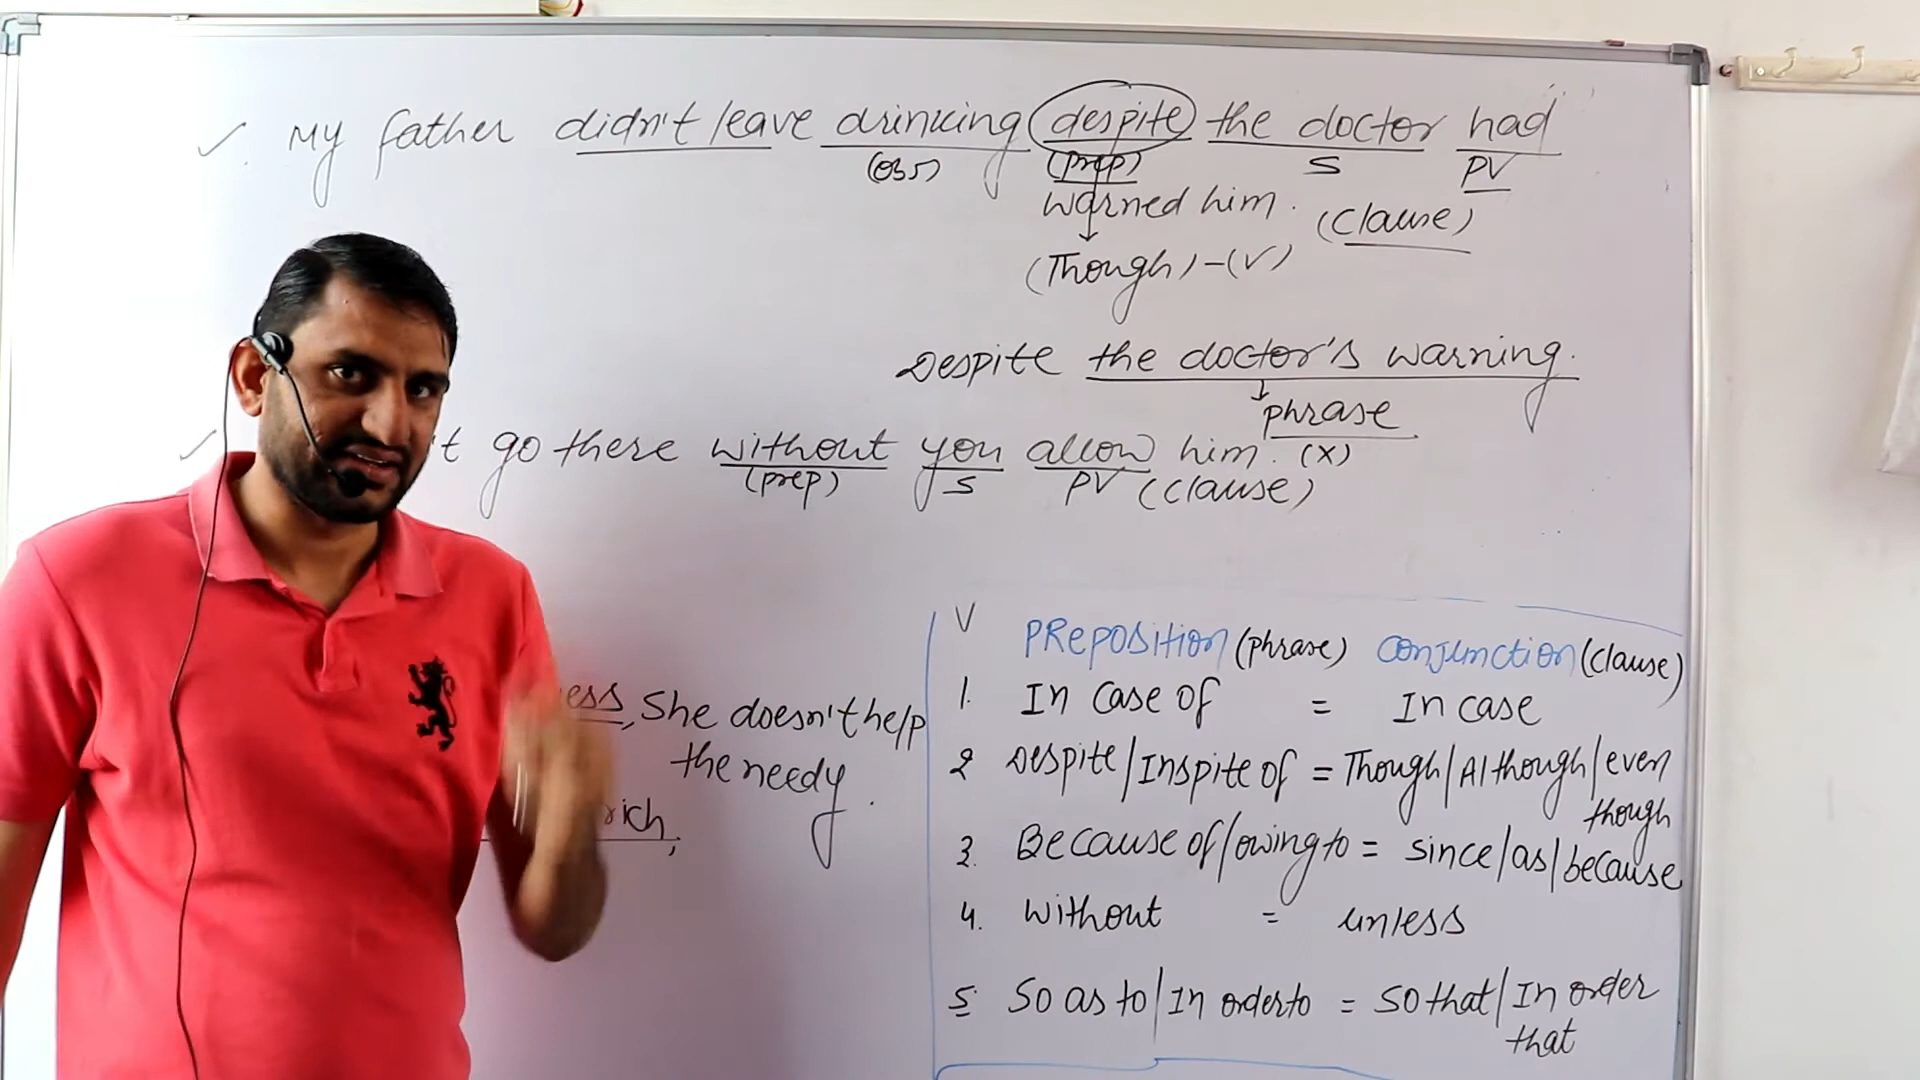 ✓. My father didn't leave drinking despite the doctor had
(obj) (prep) S PV
warned him. (clause)
(Though) - (V)
Despite the doctor's warning.
phrase
(X)
't go there without you allow him.
(prep) S PV (clause)
ess, She doesn't help
the needy.
rich,
V PREPOSITION (phrase) CONJUNCTION (clause)
1. In case of = In case
2 Despite/Inspite of = Though/Although/even
though
3. Because of/owing to = since/as/because
4. without = unless
5. So as to/In order to = So that/In order
that